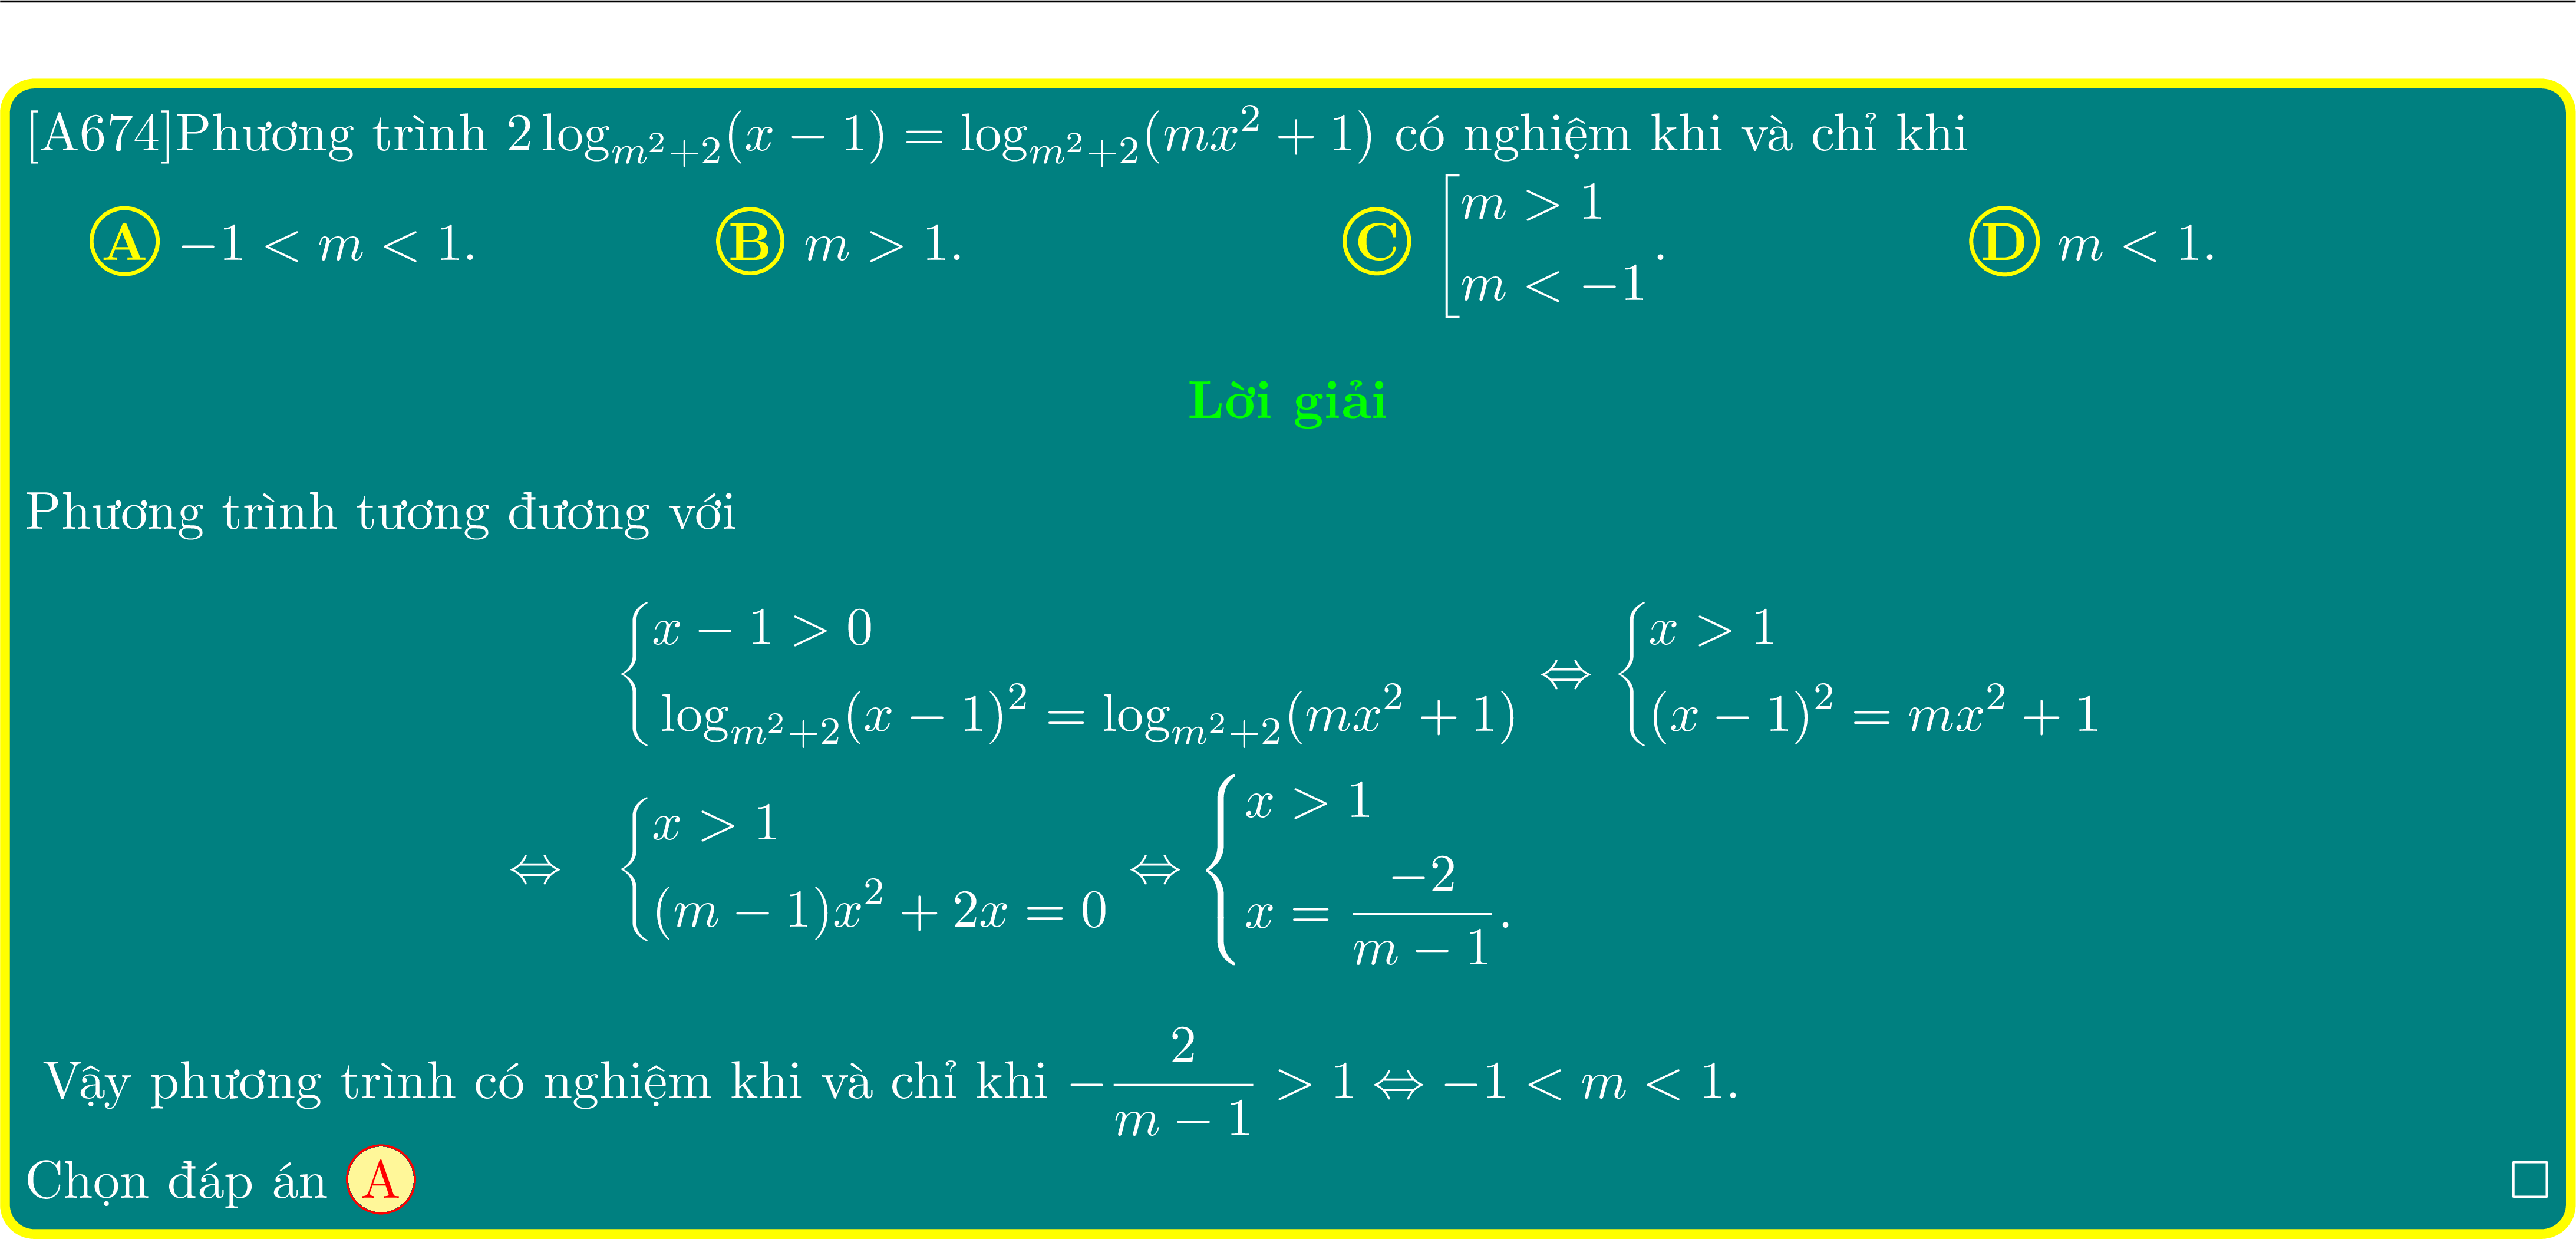 [A674]Phương trình $2\log_{m^2+2}(x-1) = \log_{m^2+2}(mx^2+1)$ có nghiệm khi và chỉ khi
Ⓐ $-1 < m < 1.$ Ⓑ $m > 1.$ Ⓒ $\left[\begin{array}{l} m > 1 \\ m < -1 \end{array}\right..$ Ⓓ $m < 1.$
Lời giải
Phương trình tương đương với
$\begin{cases} x-1>0 \\ \log_{m^2+2}(x-1)^2 = \log_{m^2+2}(mx^2+1) \end{cases} \Leftrightarrow \begin{cases} x>1 \\ (x-1)^2 = mx^2+1 \end{cases}$
$\Leftrightarrow \begin{cases} x>1 \\ (m-1)x^2+2x=0 \end{cases} \Leftrightarrow \begin{cases} x>1 \\ x = \dfrac{-2}{m-1}. \end{cases}$
Vậy phương trình có nghiệm khi và chỉ khi $-\dfrac{2}{m-1} > 1 \Leftrightarrow -1 < m < 1.$
Chọn đáp án Ⓐ □